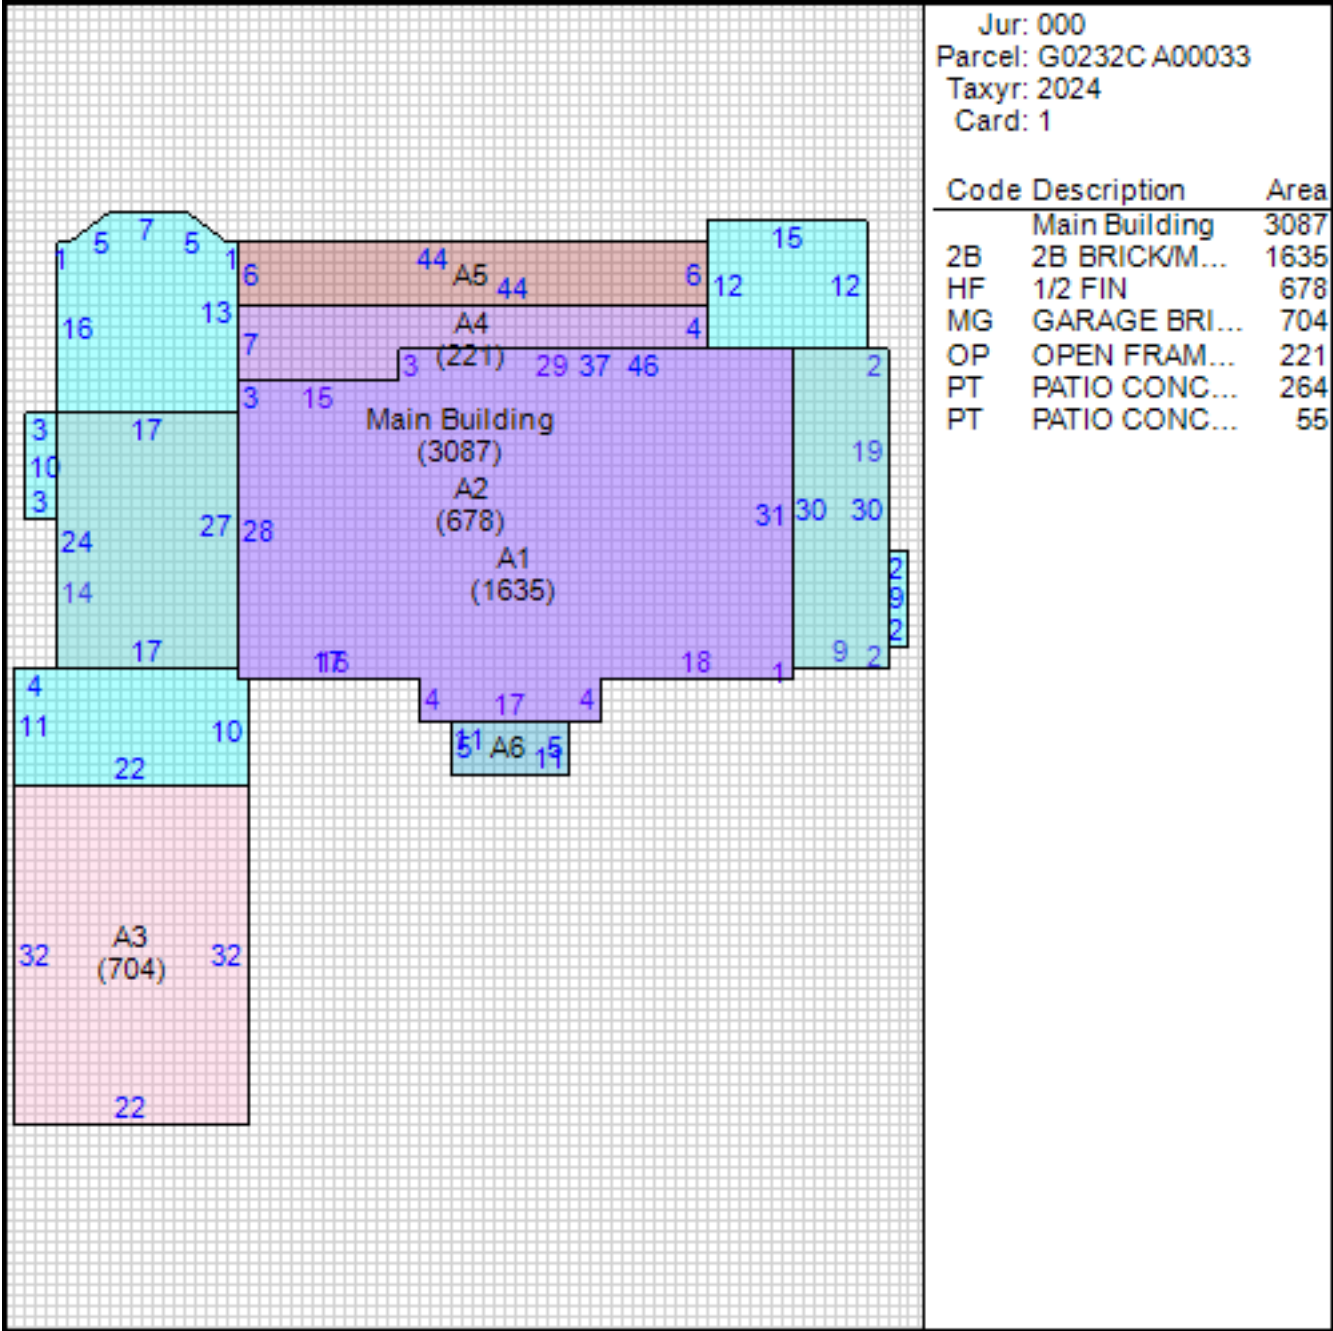 Jur: 000
Parcel: G0232C A00033
Taxyr: 2024
Card: 1
Code Description Area
Main Building 3087
2B 2B BRICK/M... 1635
HF 1/2 FIN 678
MG GARAGE BRI... 704
OP OPEN FRAM... 221
PT PATIO CONC... 264
PT PATIO CONC... 55
7
5 5
1 1
15
44
6 A5 6
44
12 12
13
16
A4
4
7
(221)
3 29 37 46 2
3 15
Main Building
(3087)
3 17
10
3
19
A2
(678)
24 27 28 31 30 30
A1
(1635)
14
2
9
2
17 18 1 9 2
4
4 17 4
11 10
5 11 A6 5
11
22
A3
(704)
32 32
22